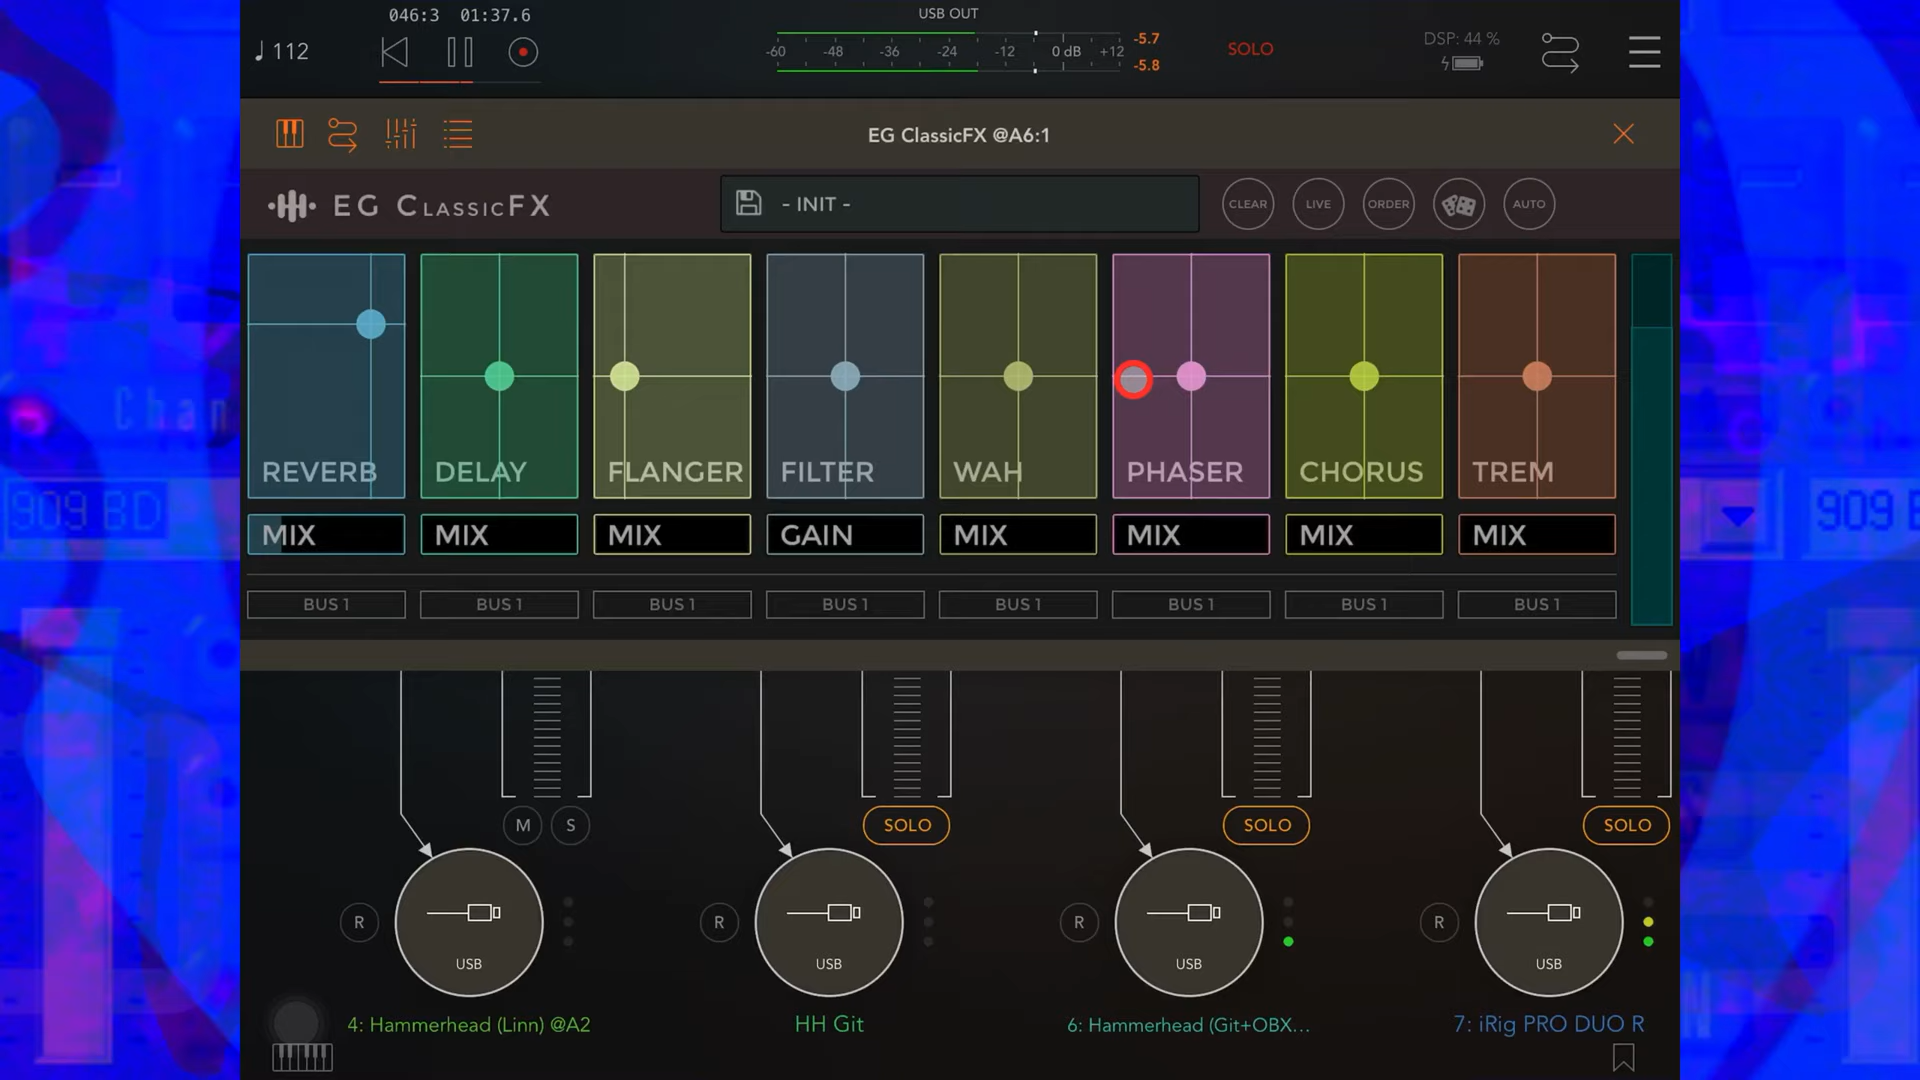 046:3 01:37.6
USB OUT
♩ 112
-60 -48 -36 -24 -12 0 dB +12
-5.7
-5.8
SOLO
DSP: 44 %
EG ClassicFX @A6:1
EG ClassicFX
- INIT -
CLEAR LIVE ORDER AUTO
REVERB DELAY FLANGER FILTER WAH PHASER CHORUS TREM
MIX MIX MIX GAIN MIX MIX MIX MIX
BUS 1 BUS 1 BUS 1 BUS 1 BUS 1 BUS 1 BUS 1 BUS 1
Chan
909 BD
909
M S SOLO SOLO SOLO
R R R R
USB USB USB USB
4: Hammerhead (Linn) @A2
HH Git
6: Hammerhead (Git+OBX...
7: iRig PRO DUO R